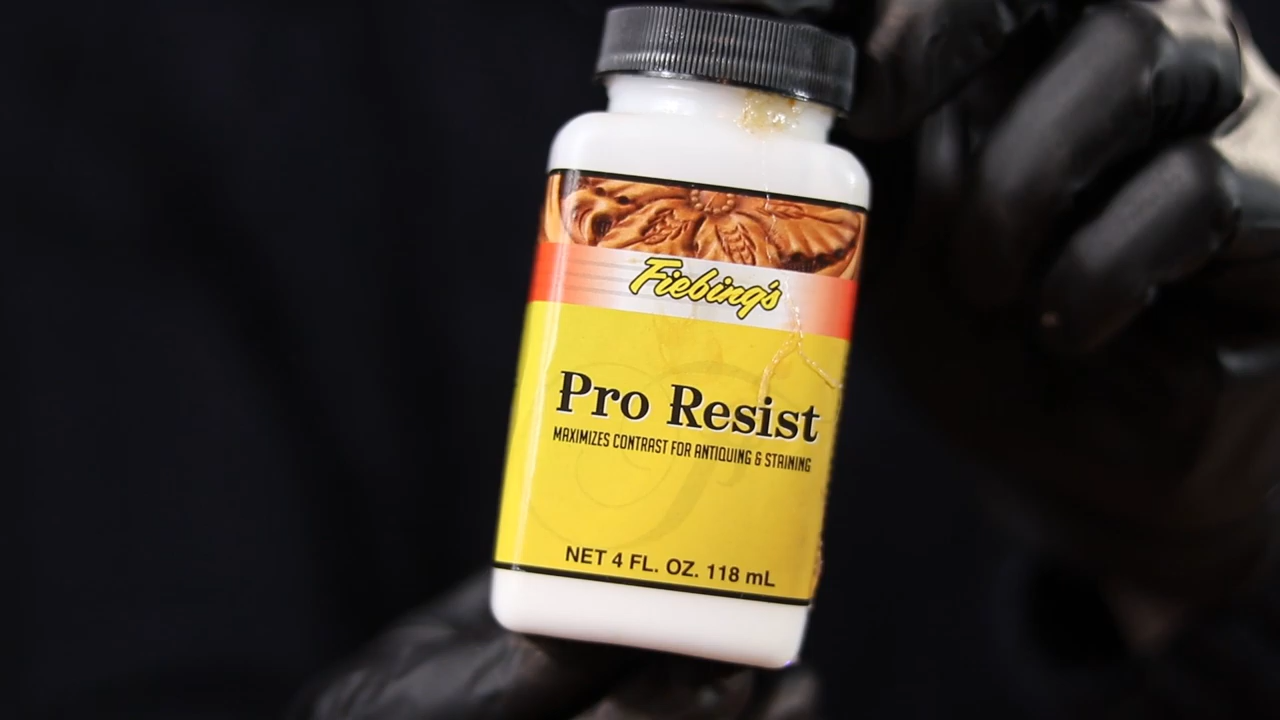 Fiebing's
Pro Resist
MAXIMIZES CONTRAST FOR ANTIQUING & STAINING
NET 4 FL. OZ. 118 mL